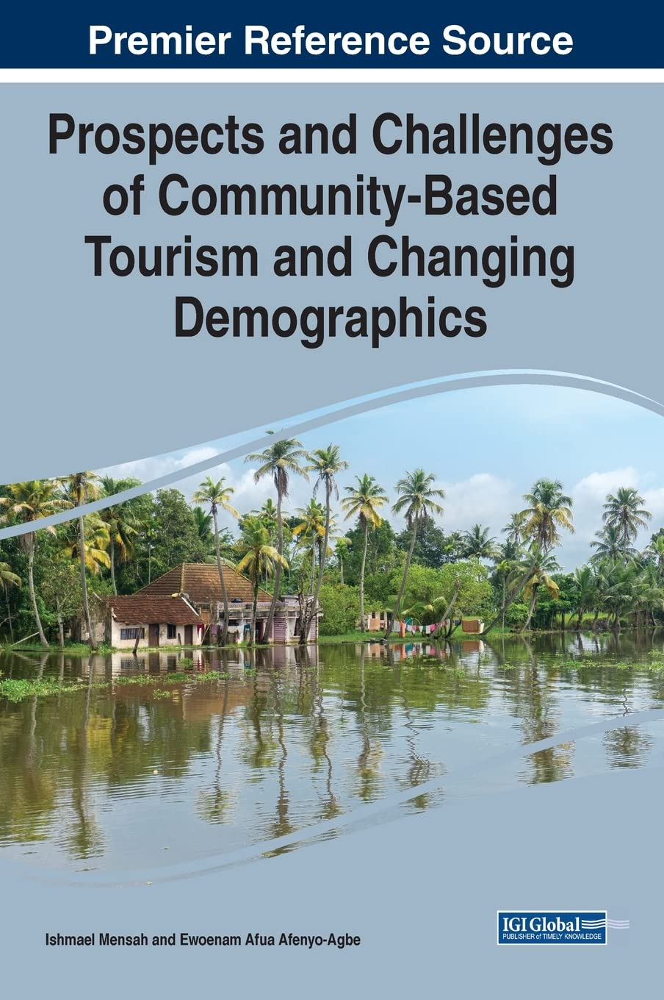 Premier Reference Source
Prospects and Challenges
of Community-Based
Tourism and Changing
Demographics
Ishmael Mensah and Ewoenam Afua Afenyo-Agbe
IGI Global
PUBLISHER of TIMELY KNOWLEDGE